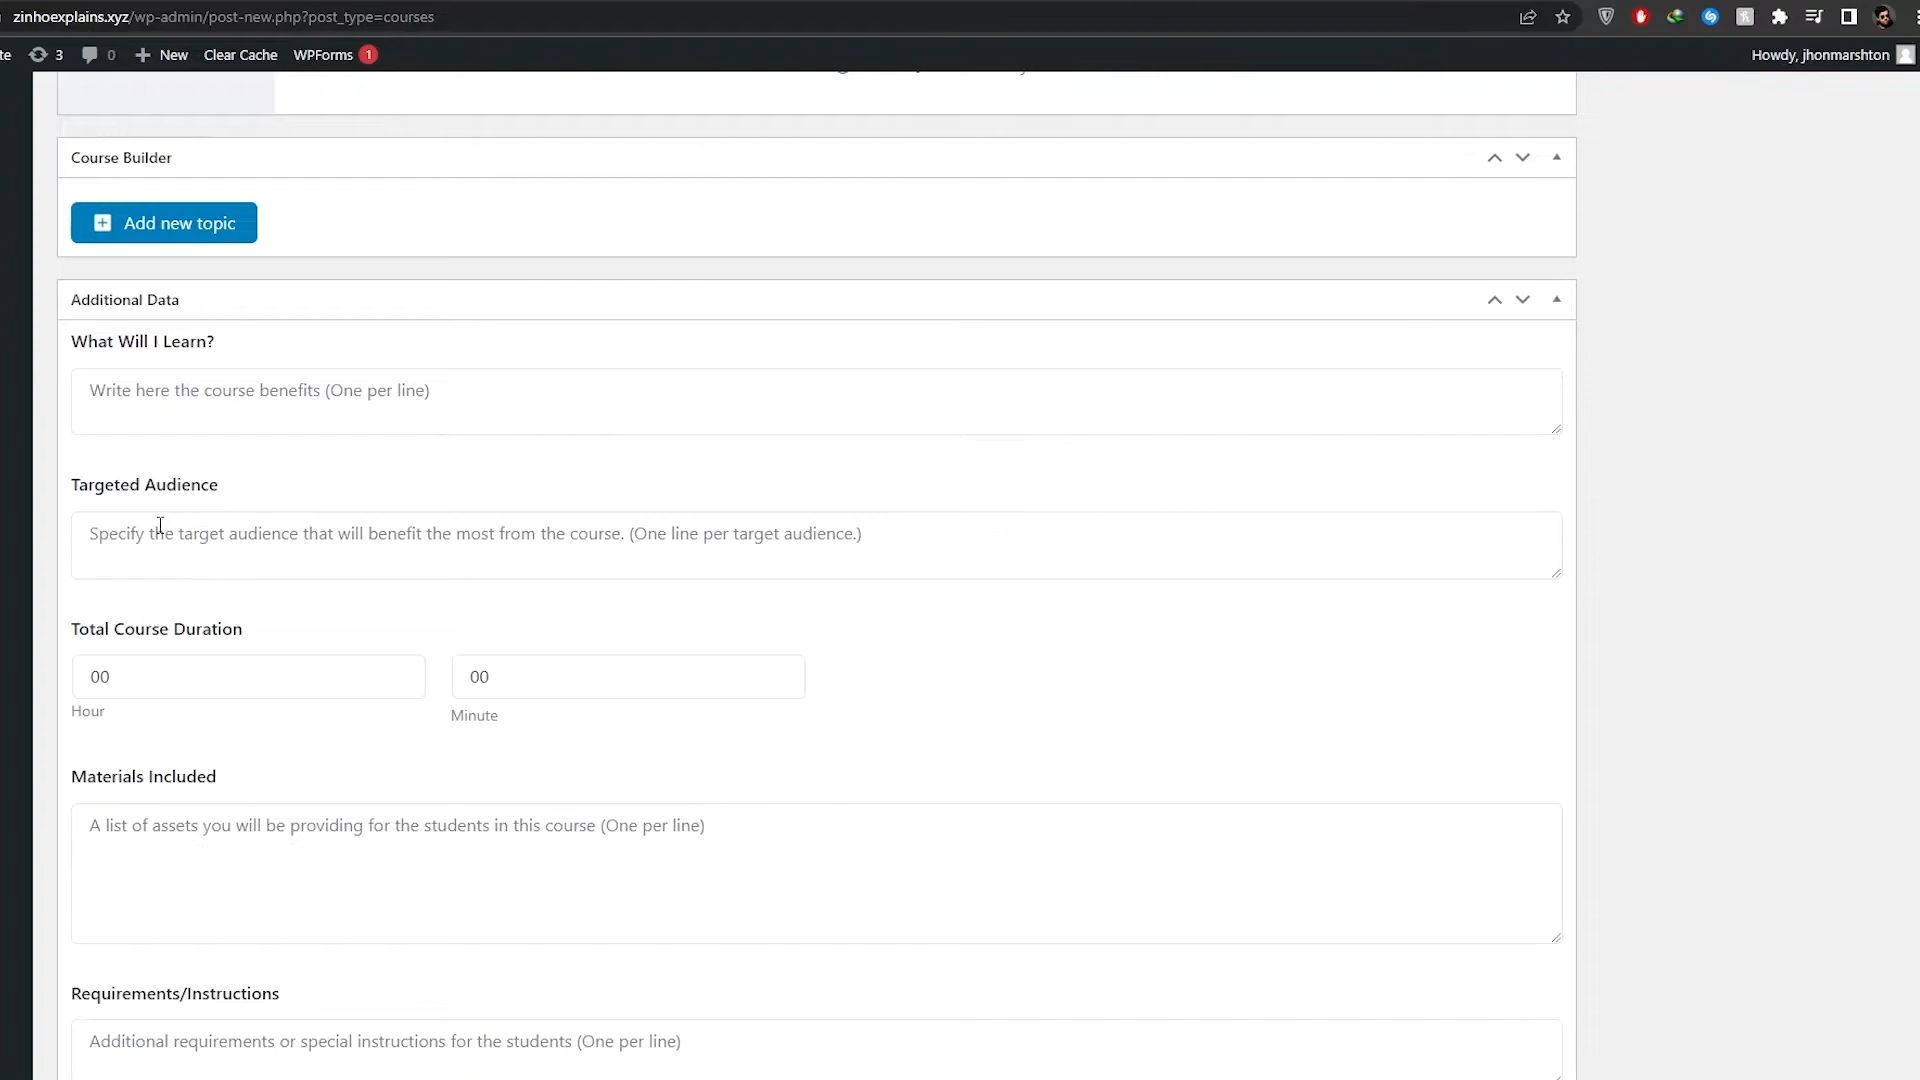 zinhoexplains.xyz/wp-admin/post-new.php?post_type=courses
te 3 0 New Clear Cache WPForms 1 Howdy, jhonmarshton
Course Builder
Add new topic
Additional Data
What Will I Learn?
Write here the course benefits (One per line)
Targeted Audience
Specify the target audience that will benefit the most from the course. (One line per target audience.)
Total Course Duration
00 00
Hour Minute
Materials Included
A list of assets you will be providing for the students in this course (One per line)
Requirements/Instructions
Additional requirements or special instructions for the students (One per line)